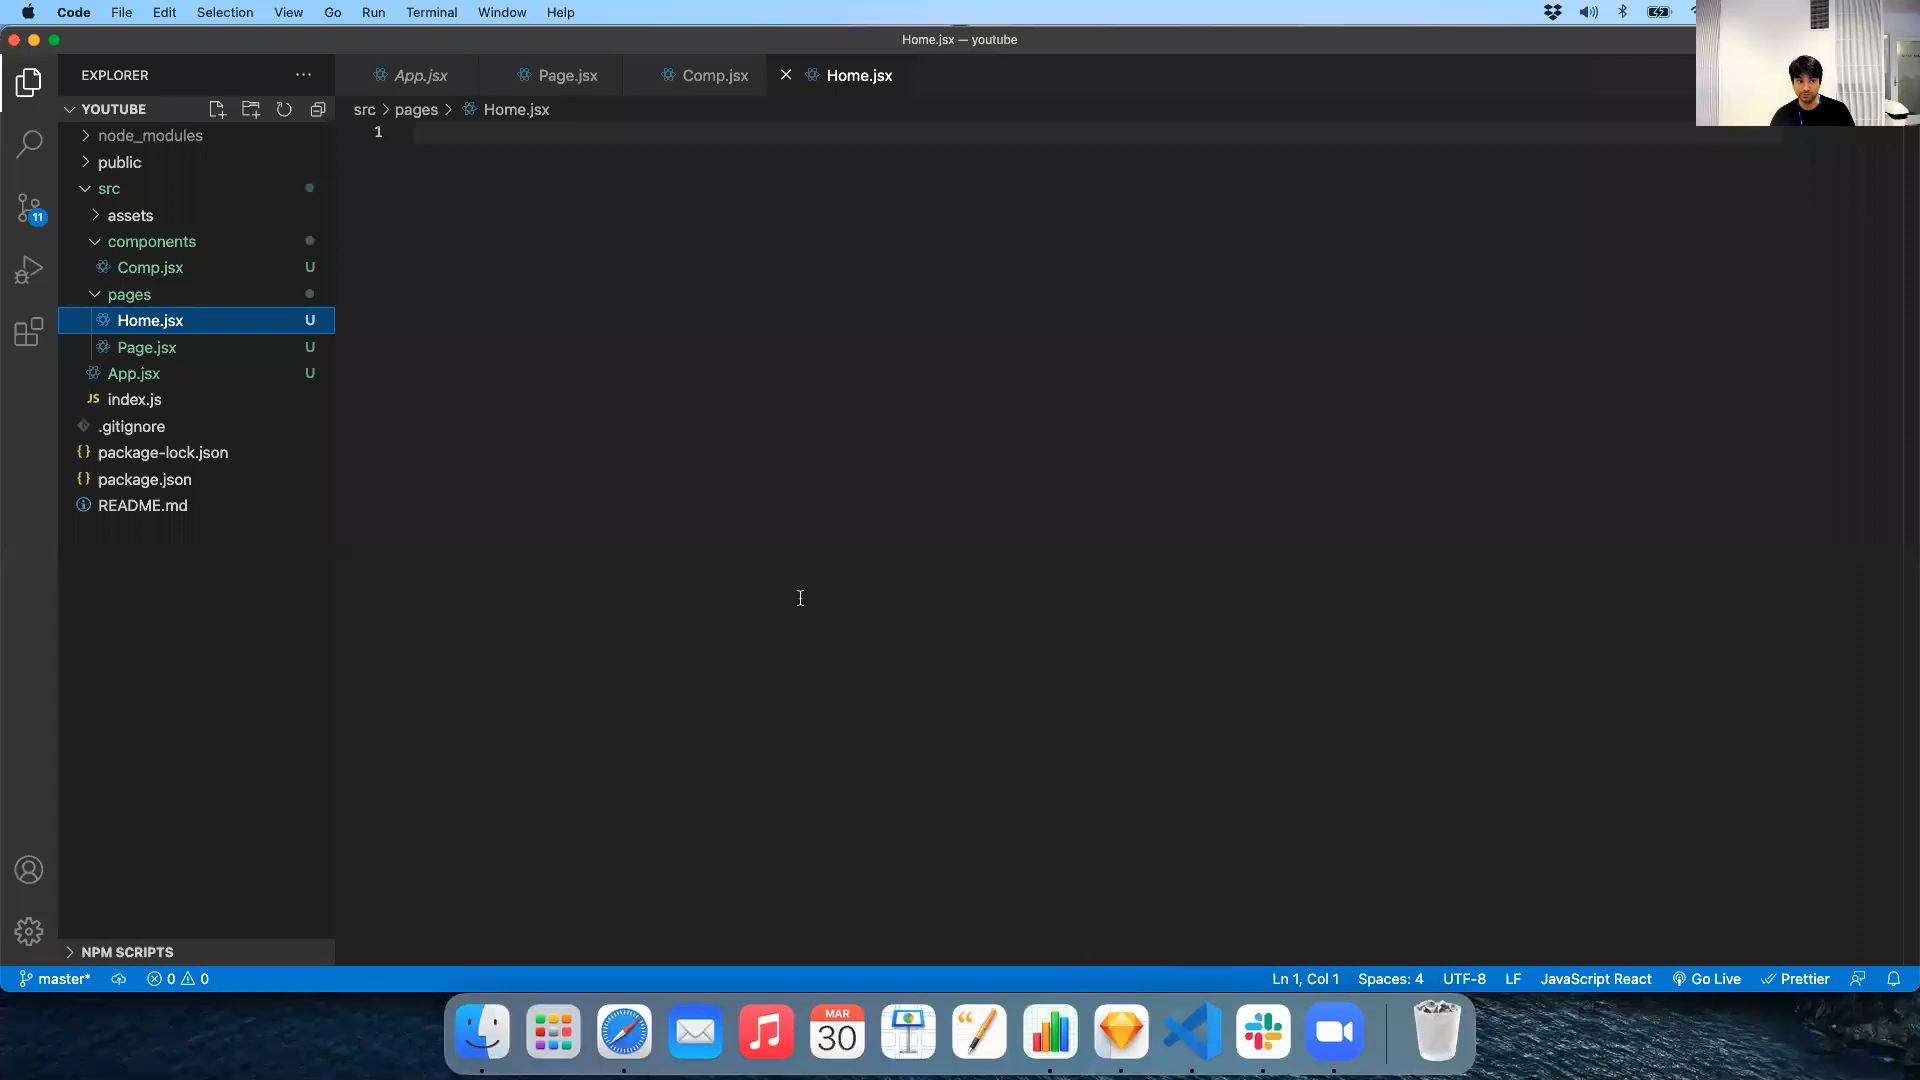 Code File Edit Selection View Go Run Terminal Window Help
Home.jsx — youtube
EXPLORER
App.jsx
Page.jsx
Comp.jsx
Home.jsx
YOUTUBE
src > pages > Home.jsx
1
node_modules
public
src
assets
components
Comp.jsx U
pages
Home.jsx U
Page.jsx U
App.jsx U
JS index.js
.gitignore
{} package-lock.json
{} package.json
README.md
11
NPM SCRIPTS
master* 0 0
Ln 1, Col 1 Spaces: 4 UTF-8 LF JavaScript React Go Live Prettier
MAR
30